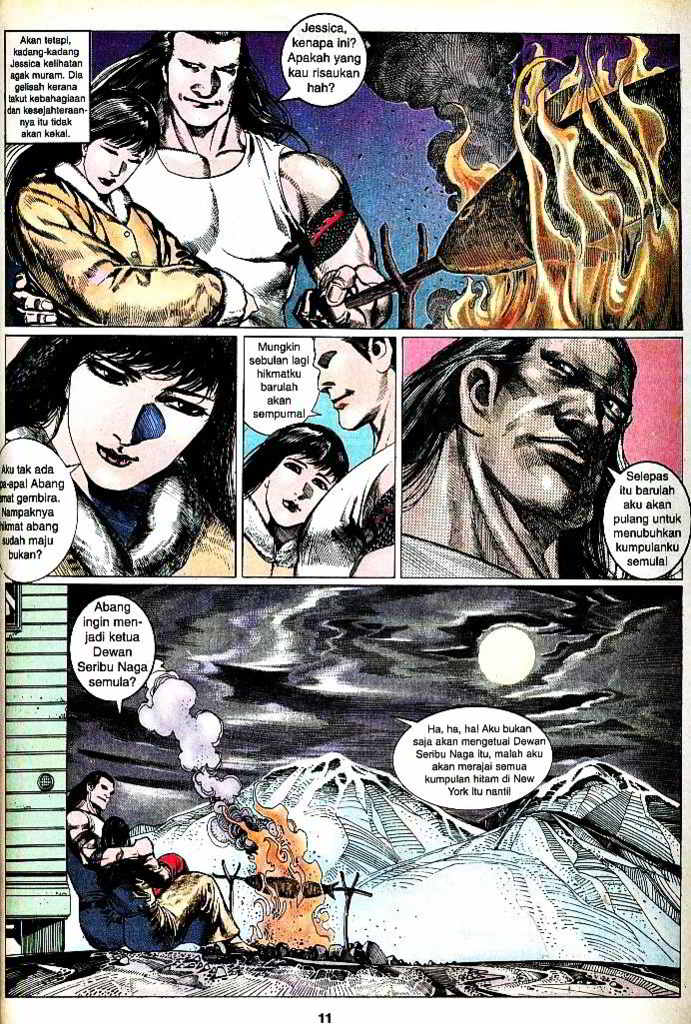 Akan tetapi,
kadang-kadang
Jessica kelihatan
agak muram. Dia
gelisah kerana
takut kebahagiaan
dan kesejahteraan-
nya itu tidak
akan kekal.
Jessica,
kenapa ini?
Apakah yang
kau risaukan
hah?
Aku tak ada
pa-apa! Abang
mat gembira.
Nampaknya
hikmat abang
sudah maju
bukan?
Mungkin
sebulan lagi
hikmatku
barulah
akan
sempurna!
Selepas
itu barulah
aku akan
pulang untuk
menubuhkan
kumpulanku
semula!
Abang
ingin men-
jadi ketua
Dewan
Seribu Naga
semula?
Ha, ha, ha! Aku bukan
saja akan mengetuai Dewan
Seribu Naga itu, malah aku
akan merajai semua
kumpulan hitam di New
York itu nanti!
11